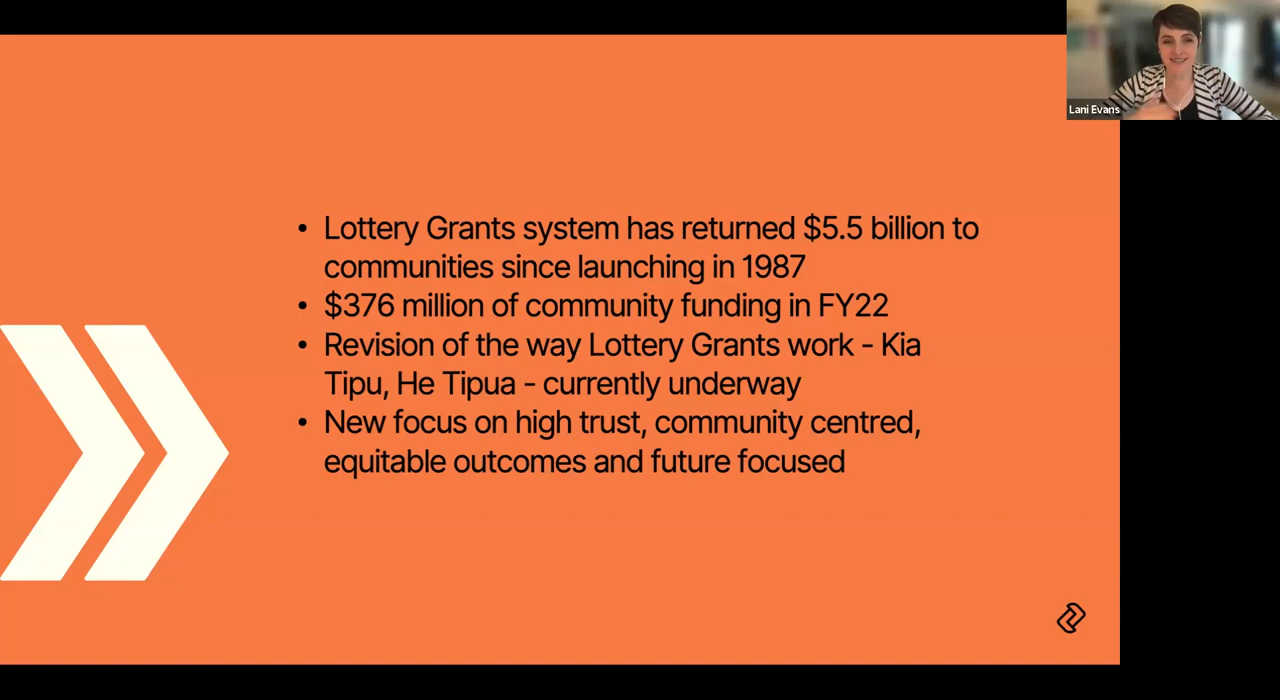 Lani Evans
• Lottery Grants system has returned $5.5 billion to
communities since launching in 1987
• $376 million of community funding in FY22
• Revision of the way Lottery Grants work - Kia
Tipu, He Tipua - currently underway
• New focus on high trust, community centred,
equitable outcomes and future focused